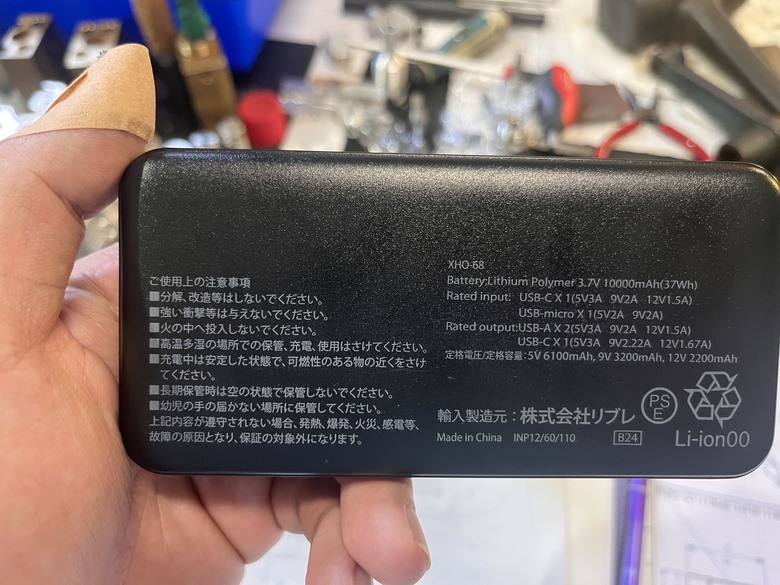 ご使用上の注意事項
■分解、改造等はしないでください。
■強い衝撃等は与えないでください。
■火の中へ投入しないでください。
■高温多湿の場所での保管、充電、使用はさけてください。
■充電中は安定した状態で、可燃性のある物の近くをさけ
てください。
■長期保管時は空の状態で保管しないでください。
■幼児の手の届かない場所に保管してください。
上記内容が遵守されない場合、発熱、爆発、火災、感電等、
故障の原因となり、保証の対象外になります。
XHO-68
Battery:Lithium Polymer 3.7V 10000mAh(37Wh)
Rated input: USB-C X 1(5V3A 9V2A 12V1.5A)
USB-micro X 1(5V2A 9V2A)
Rated output:USB-A X 2(5V3A 9V2A 12V1.5A)
USB-C X 1(5V3A 9V2.22A 12V1.67A)
定格電圧/定格容量:5V 6100mAh, 9V 3200mAh, 12V 2200mAh
輸入製造元:株式会社リブレ
PS
E
Made in China INP12/60/110 B24
Li-ion00